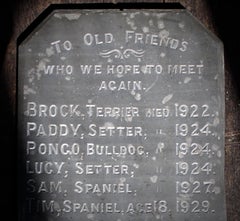 TO OLD FRIENDS
WHO WE HOPE TO MEET
AGAIN.
BROCK, TERRIER DIED 1922.
PADDY, SETTER, " 1924.
PONGO, BULLDOG, " 1924.
LUCY, SETTER, " 1924.
SAM, SPANIEL, " 1927.
TIM, SPANIEL, AGE 18. 1929.